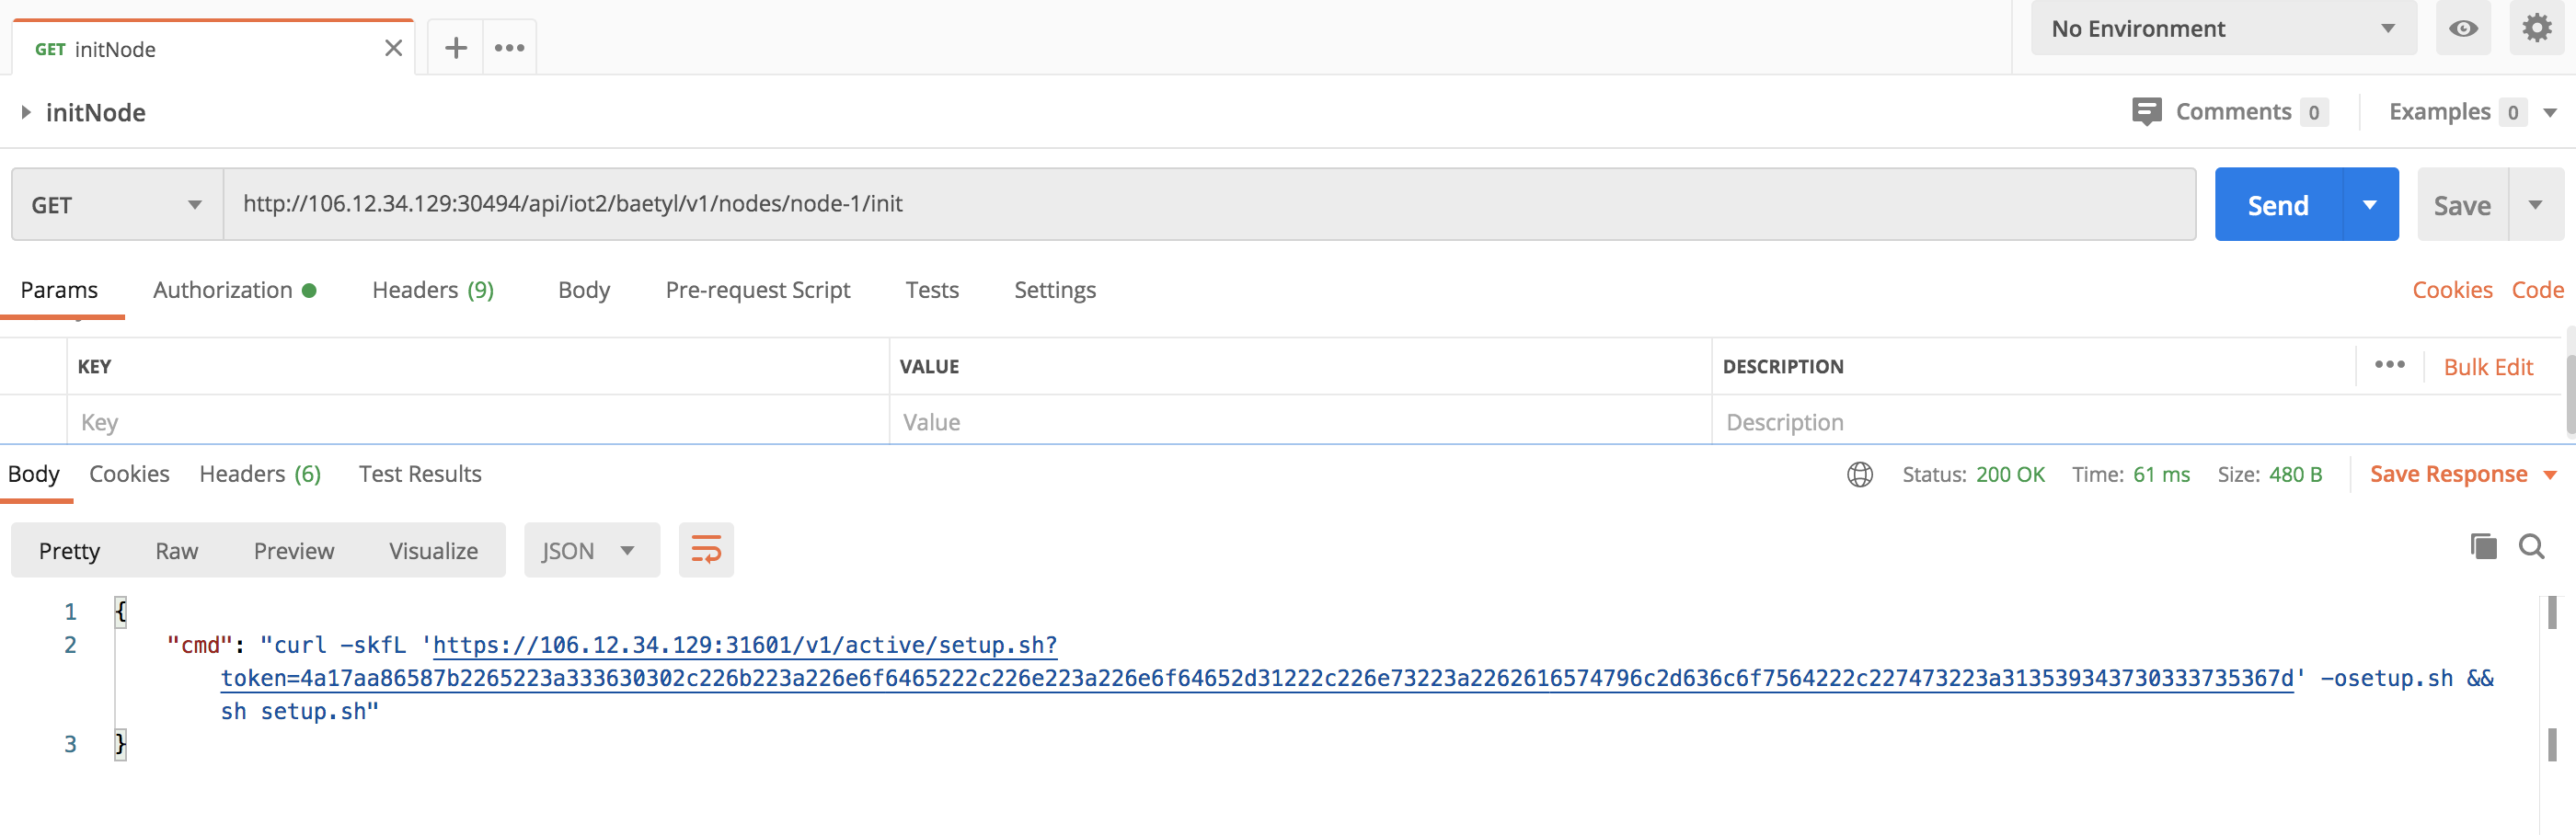 GET initNode
No Environment
initNode
Comments 0
Examples 0
GET
http://106.12.34.129:30494/api/iot2/baetyl/v1/nodes/node-1/init
Send
Save
Params Authorization Headers (9) Body Pre-request Script Tests Settings
Cookies Code
KEY VALUE DESCRIPTION Bulk Edit
Key Value Description
Body Cookies Headers (6) Test Results
Status: 200 OK Time: 61 ms Size: 480 B Save Response
Pretty Raw Preview Visualize JSON
1 {
2 "cmd": "curl -skfL 'https://106.12.34.129:31601/v1/active/setup.sh?
token=4a17aa86587b2265223a333630302c226b223a226e6f6465222c226e223a226e6f64652d31222c226e73223a2262616574796c2d636c6f7564222c227473223a313539343730333735367d' -osetup.sh &&
sh setup.sh"
3 }